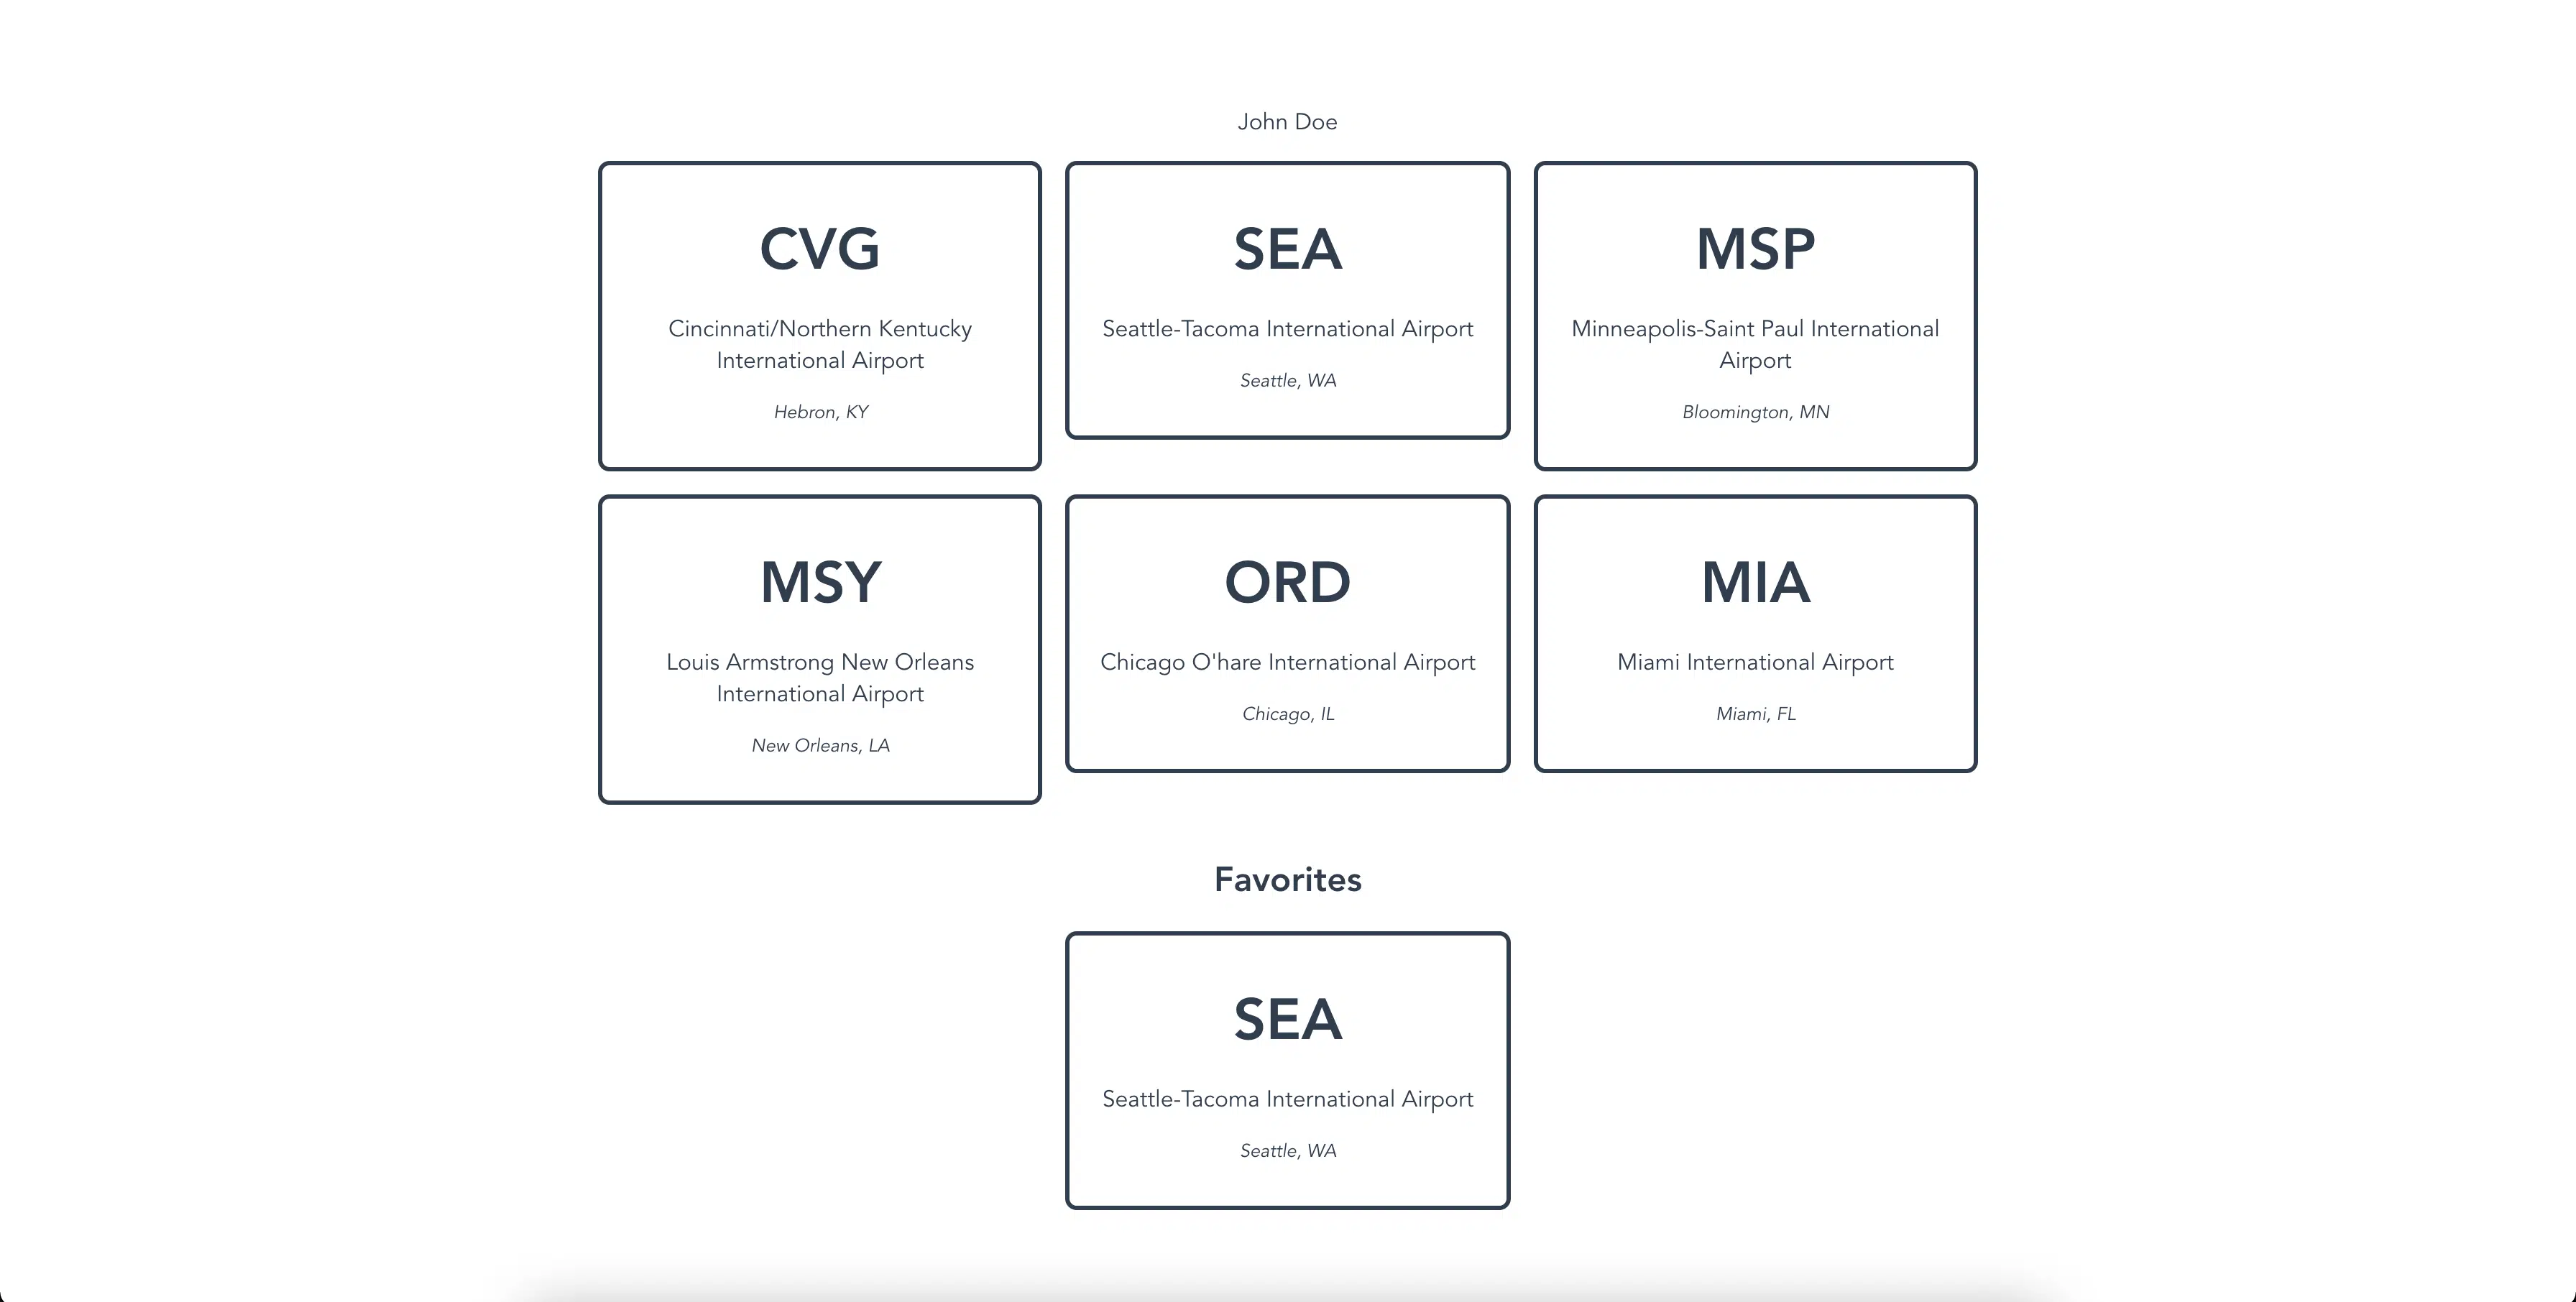 John Doe
CVG
Cincinnati/Northern Kentucky
International Airport
Hebron, KY
SEA
Seattle-Tacoma International Airport
Seattle, WA
MSP
Minneapolis-Saint Paul International
Airport
Bloomington, MN
MSY
Louis Armstrong New Orleans
International Airport
New Orleans, LA
ORD
Chicago O'hare International Airport
Chicago, IL
MIA
Miami International Airport
Miami, FL
Favorites
SEA
Seattle-Tacoma International Airport
Seattle, WA